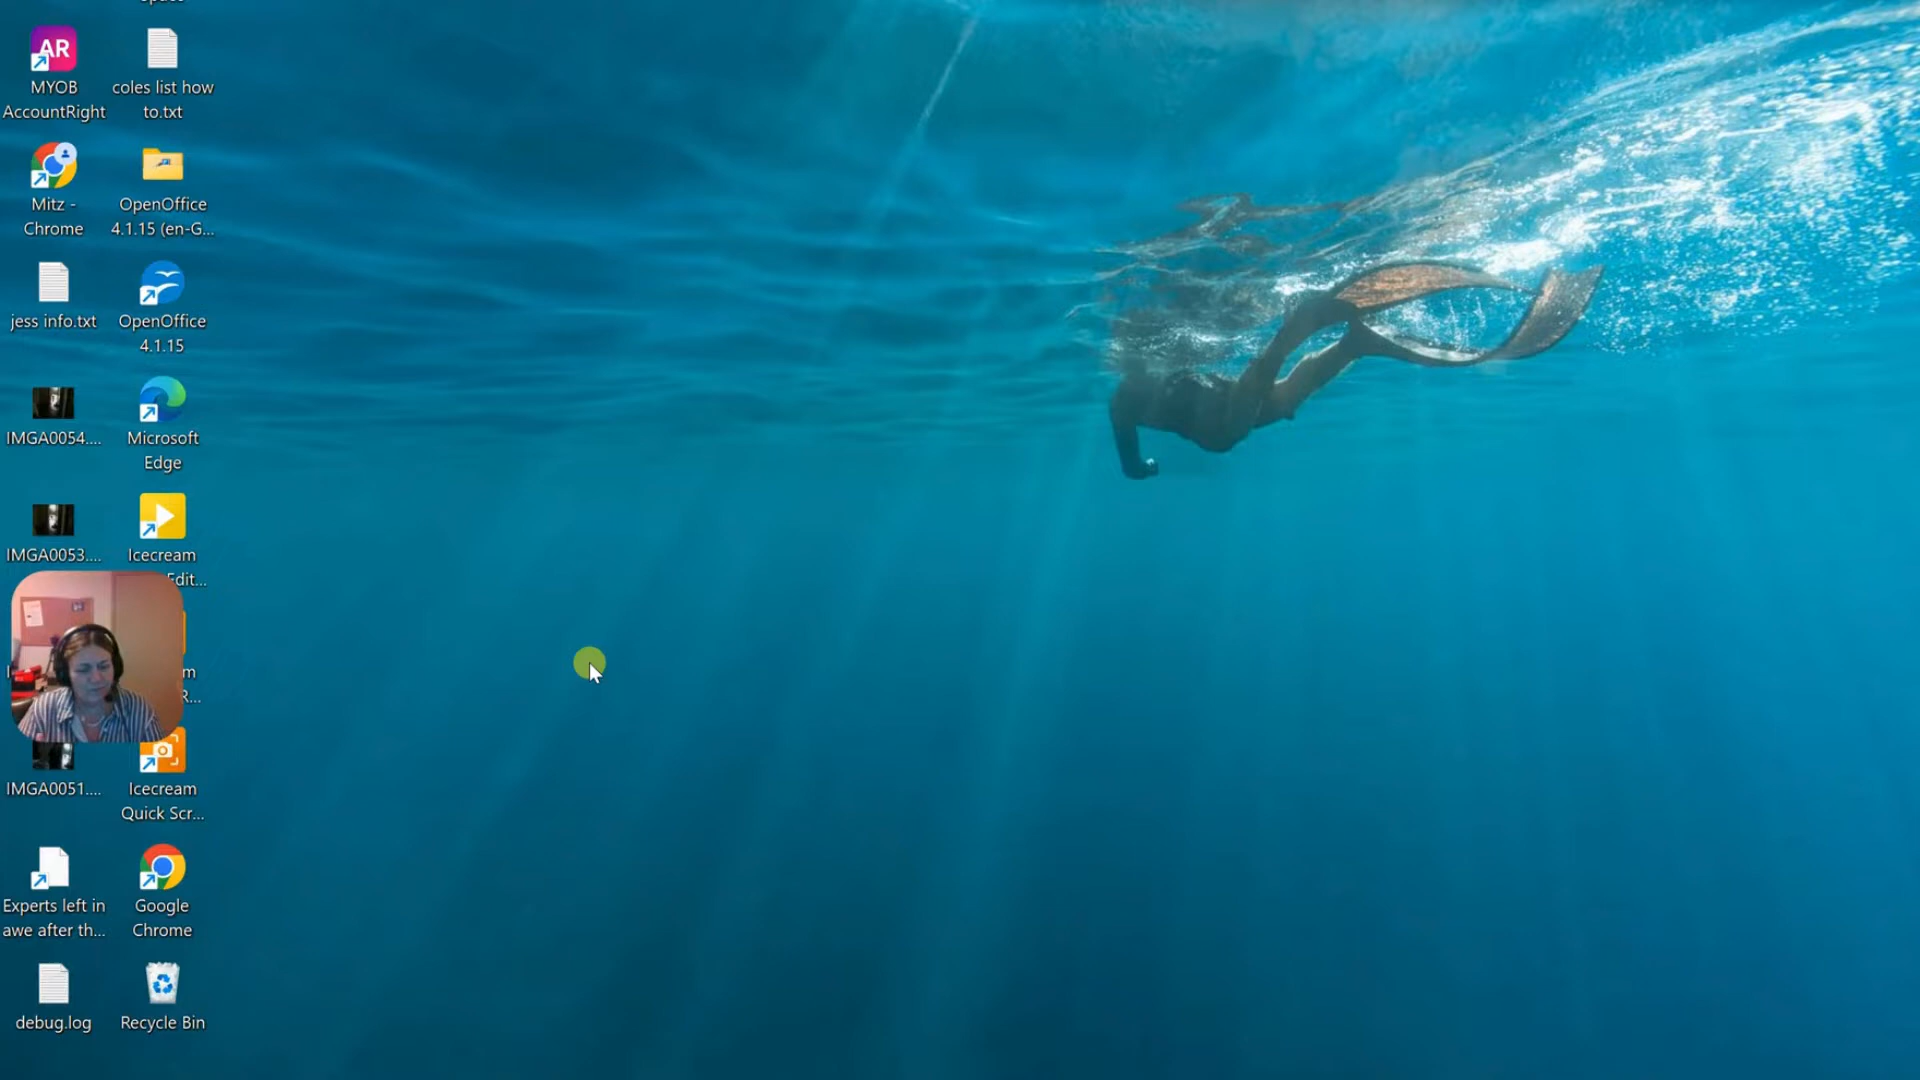 AR
MYOB
AccountRight
coles list how
to.txt
Mitz -
Chrome
OpenOffice
4.1.15 (en-G...
jess info.txt
OpenOffice
4.1.15
IMGA0054....
Microsoft
Edge
IMGA0053....
Icecream
Edit...
m
R...
IMGA0051....
Icecream
Quick Scr...
Experts left in
awe after th...
Google
Chrome
debug.log
Recycle Bin